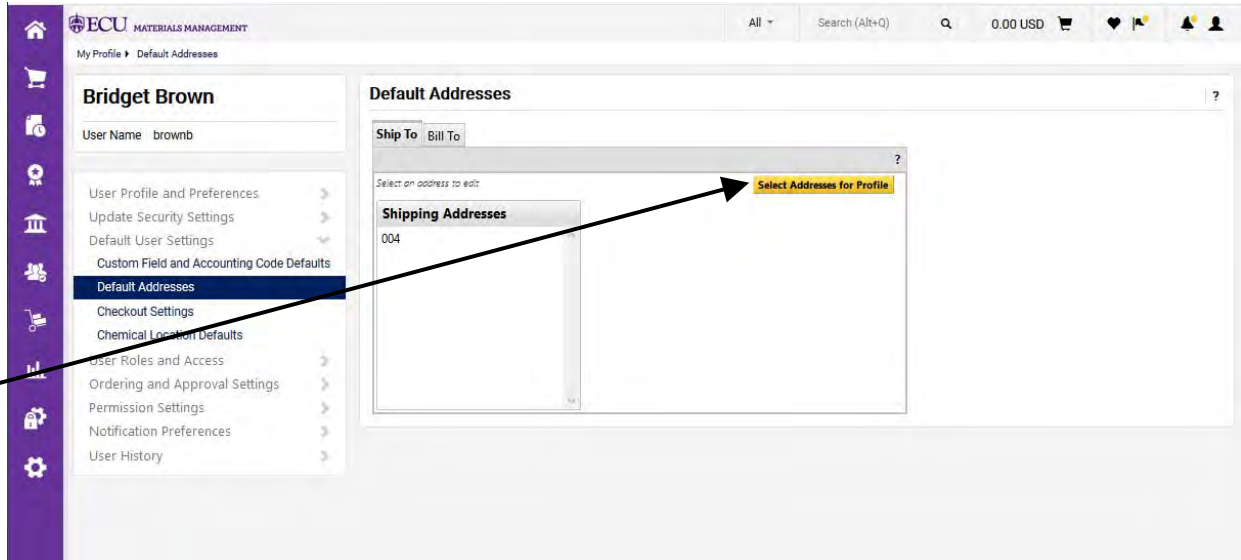 ECU MATERIALS MANAGEMENT
All
Search (Alt+Q)
0.00 USD
My Profile
Default Addresses
Bridget Brown
User Name brownb
User Profile and Preferences
Update Security Settings
Default User Settings
Custom Field and Accounting Code Defaults
Default Addresses
Checkout Settings
Chemical Location Defaults
User Roles and Access
Ordering and Approval Settings
Permission Settings
Notification Preferences
User History
Default Addresses
?
Ship To
Bill To
?
Select an address to edit
Select Addresses for Profile
Shipping Addresses
004